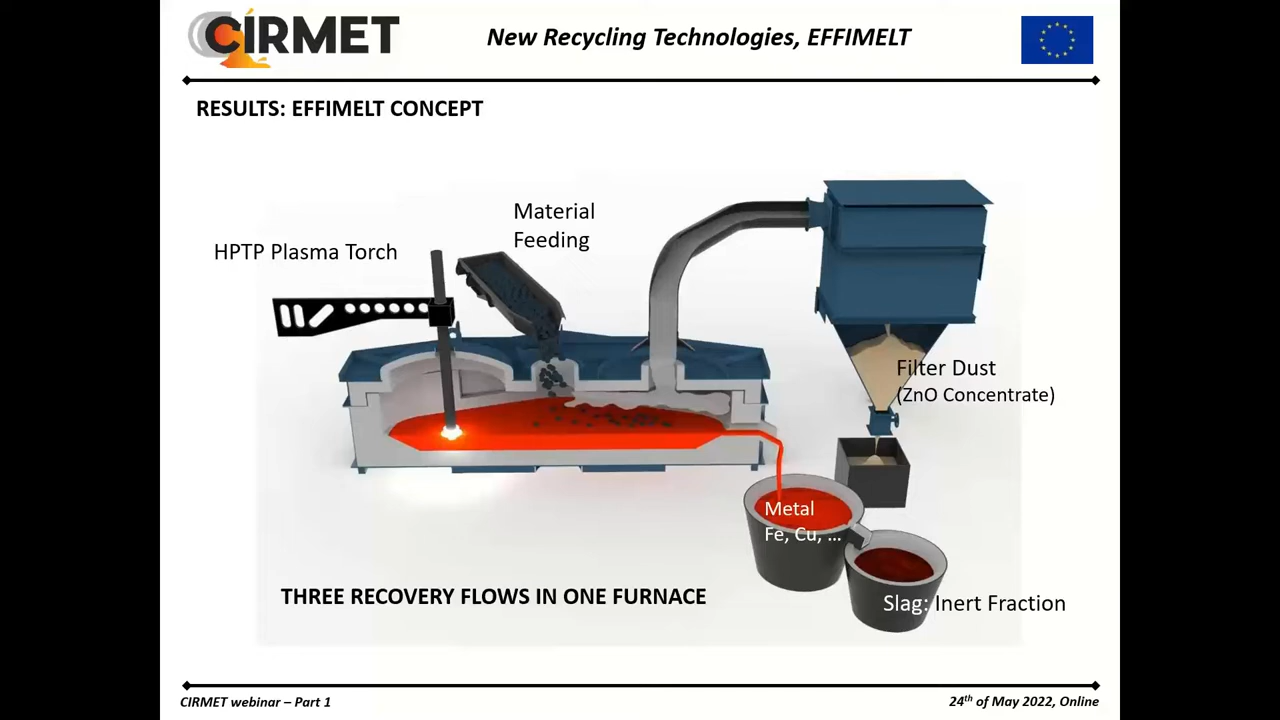 CIRMET
New Recycling Technologies, EFFIMELT
RESULTS: EFFIMELT CONCEPT
Material
Feeding
HPTP Plasma Torch
Filter Dust
(ZnO Concentrate)
Metal
Fe, Cu, ...
THREE RECOVERY FLOWS IN ONE FURNACE
Slag: Inert Fraction
CIRMET webinar – Part 1
24th of May 2022, Online